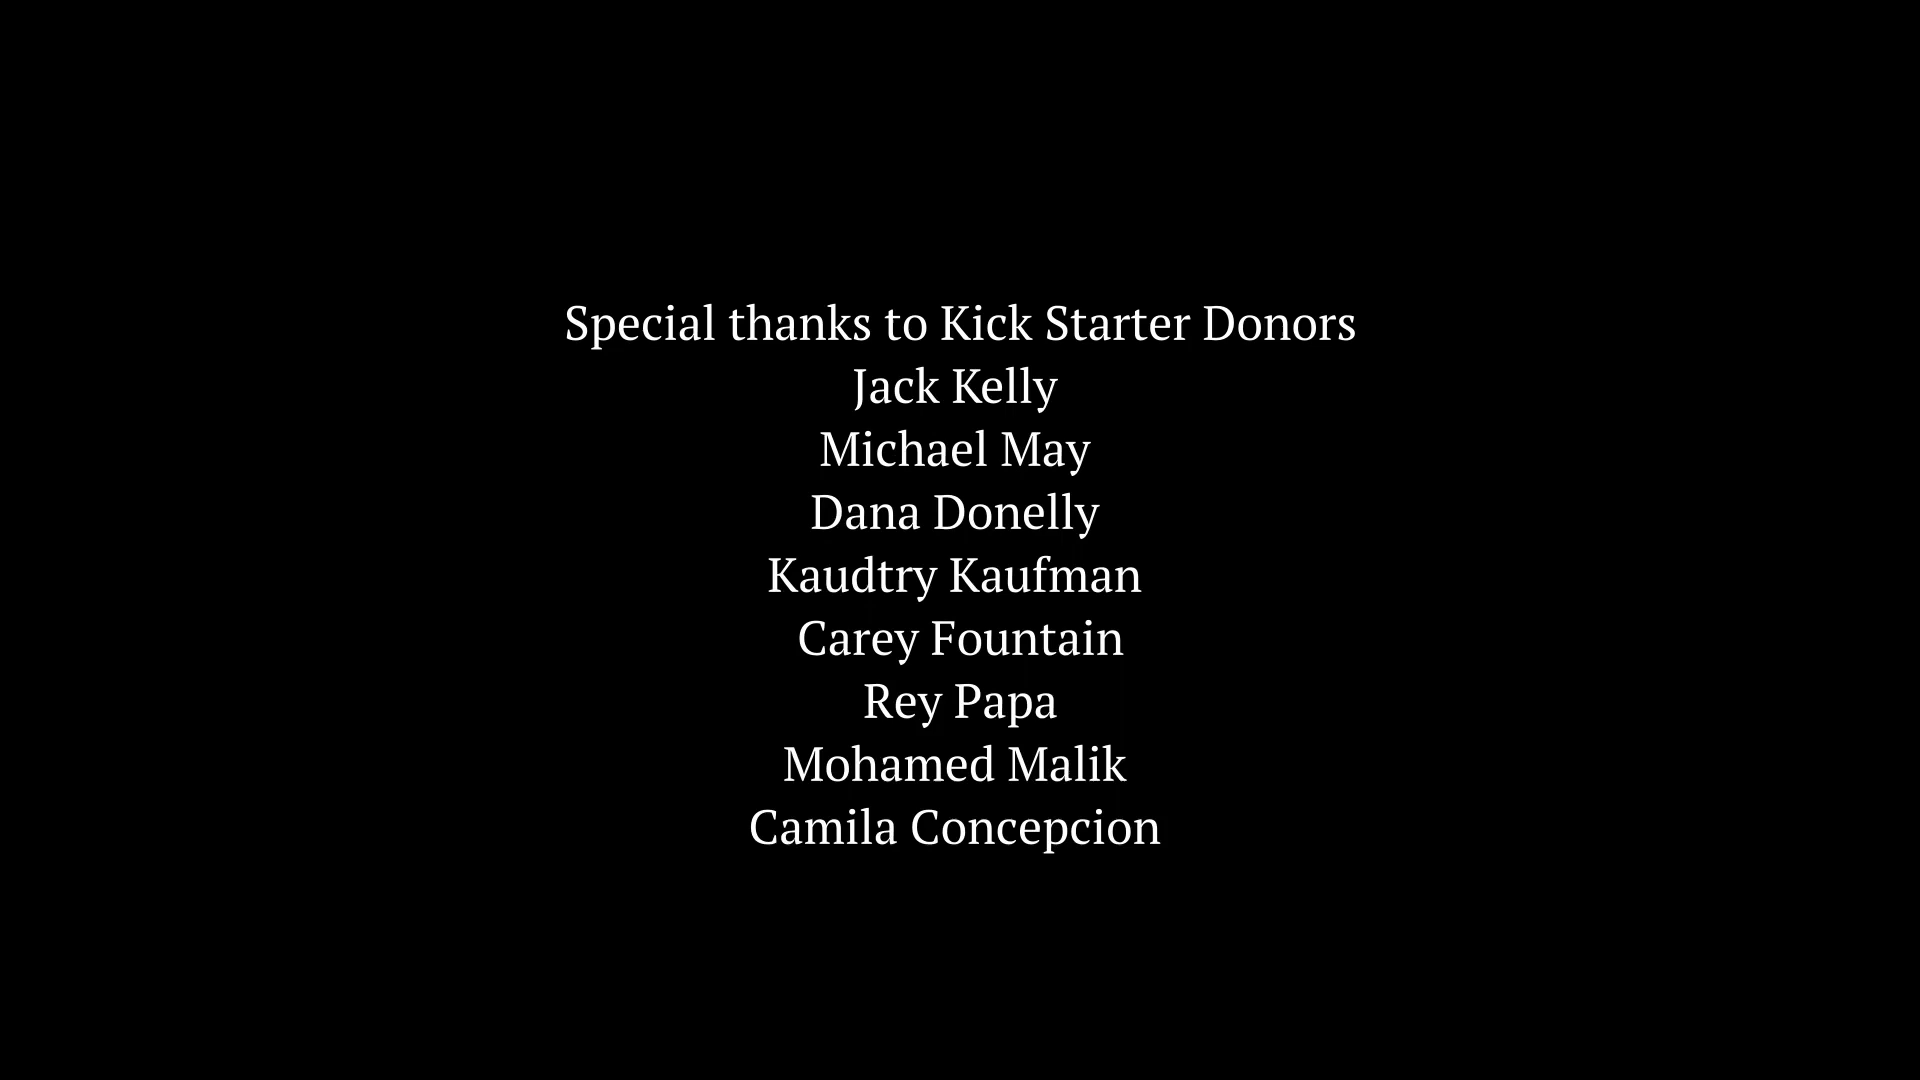 Special thanks to Kick Starter Donors
Jack Kelly
Michael May
Dana Donelly
Kaudtry Kaufman
Carey Fountain
Rey Papa
Mohamed Malik
Camila Concepcion